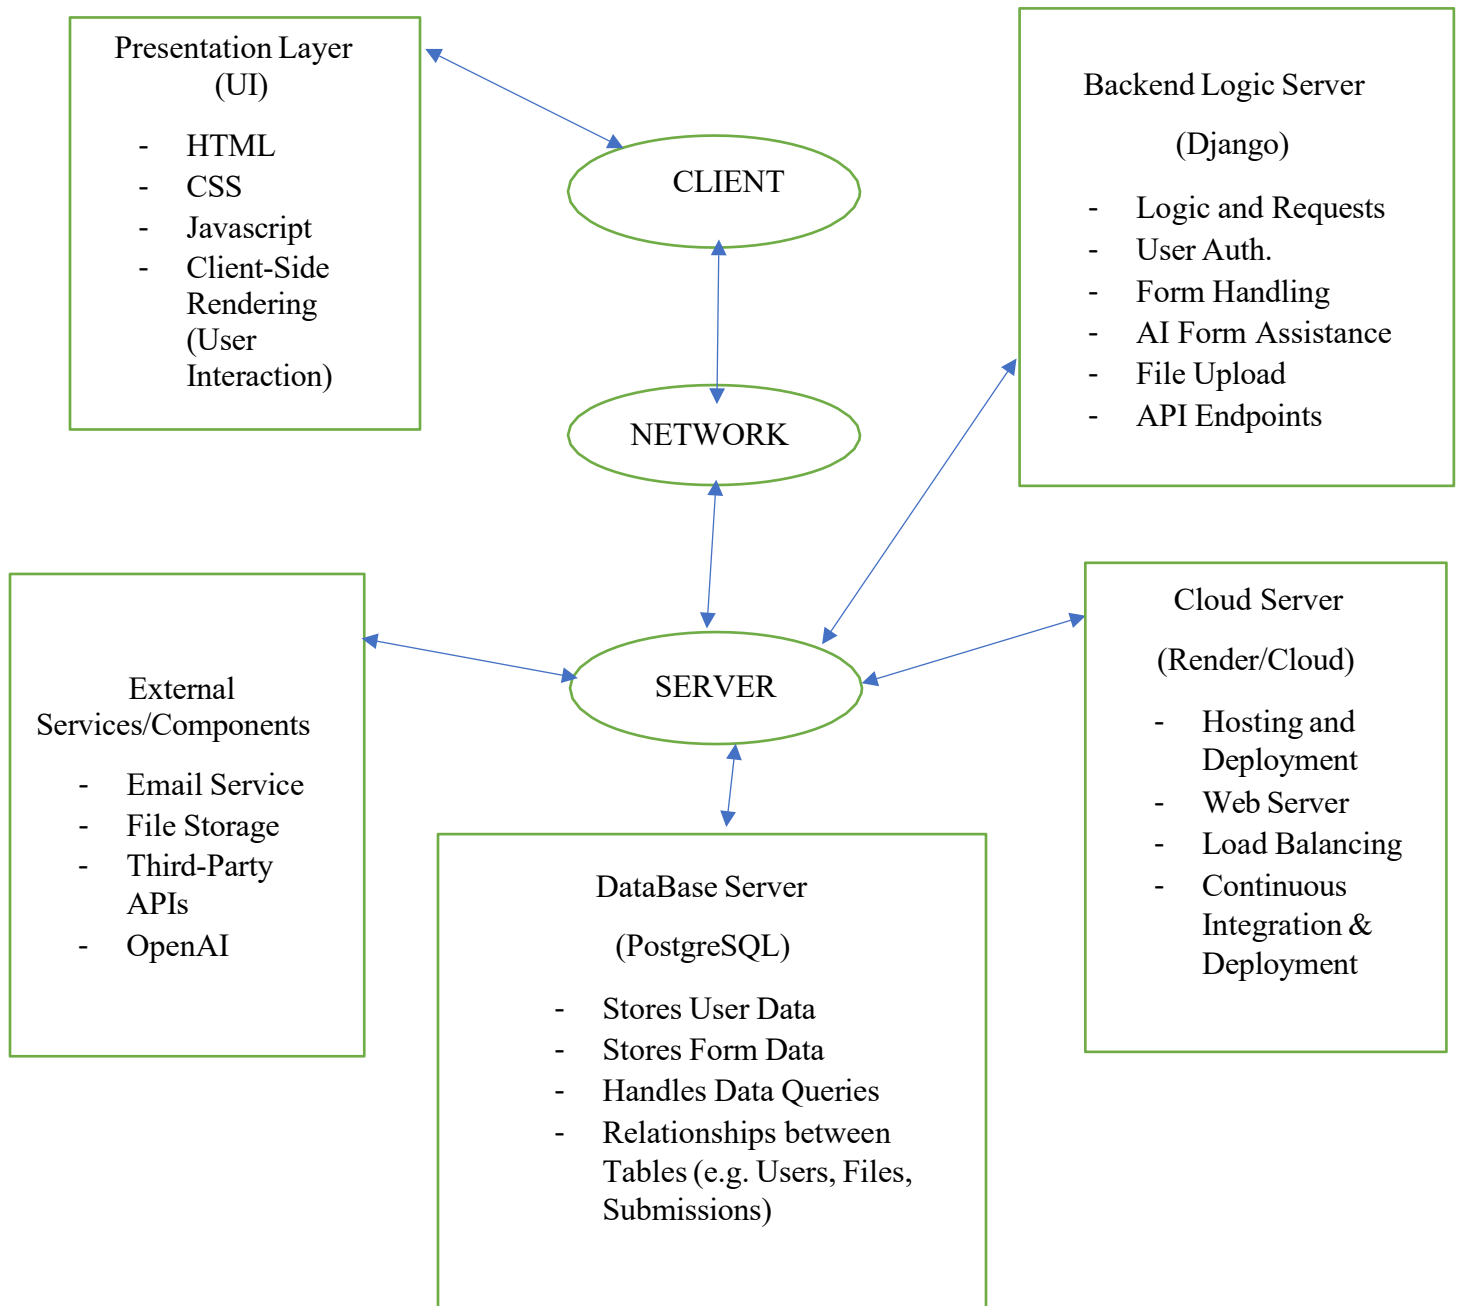 Presentation Layer
(UI)
- HTML
- CSS
- Javascript
- Client-Side
Rendering
(User
Interaction)
CLIENT
NETWORK
SERVER
Backend Logic Server
(Django)
- Logic and Requests
- User Auth.
- Form Handling
- AI Form Assistance
- File Upload
- API Endpoints
External
Services/Components
- Email Service
- File Storage
- Third-Party
APIs
- OpenAI
DataBase Server
(PostgreSQL)
- Stores User Data
- Stores Form Data
- Handles Data Queries
- Relationships between
Tables (e.g. Users, Files,
Submissions)
Cloud Server
(Render/Cloud)
- Hosting and
Deployment
- Web Server
- Load Balancing
- Continuous
Integration &
Deployment